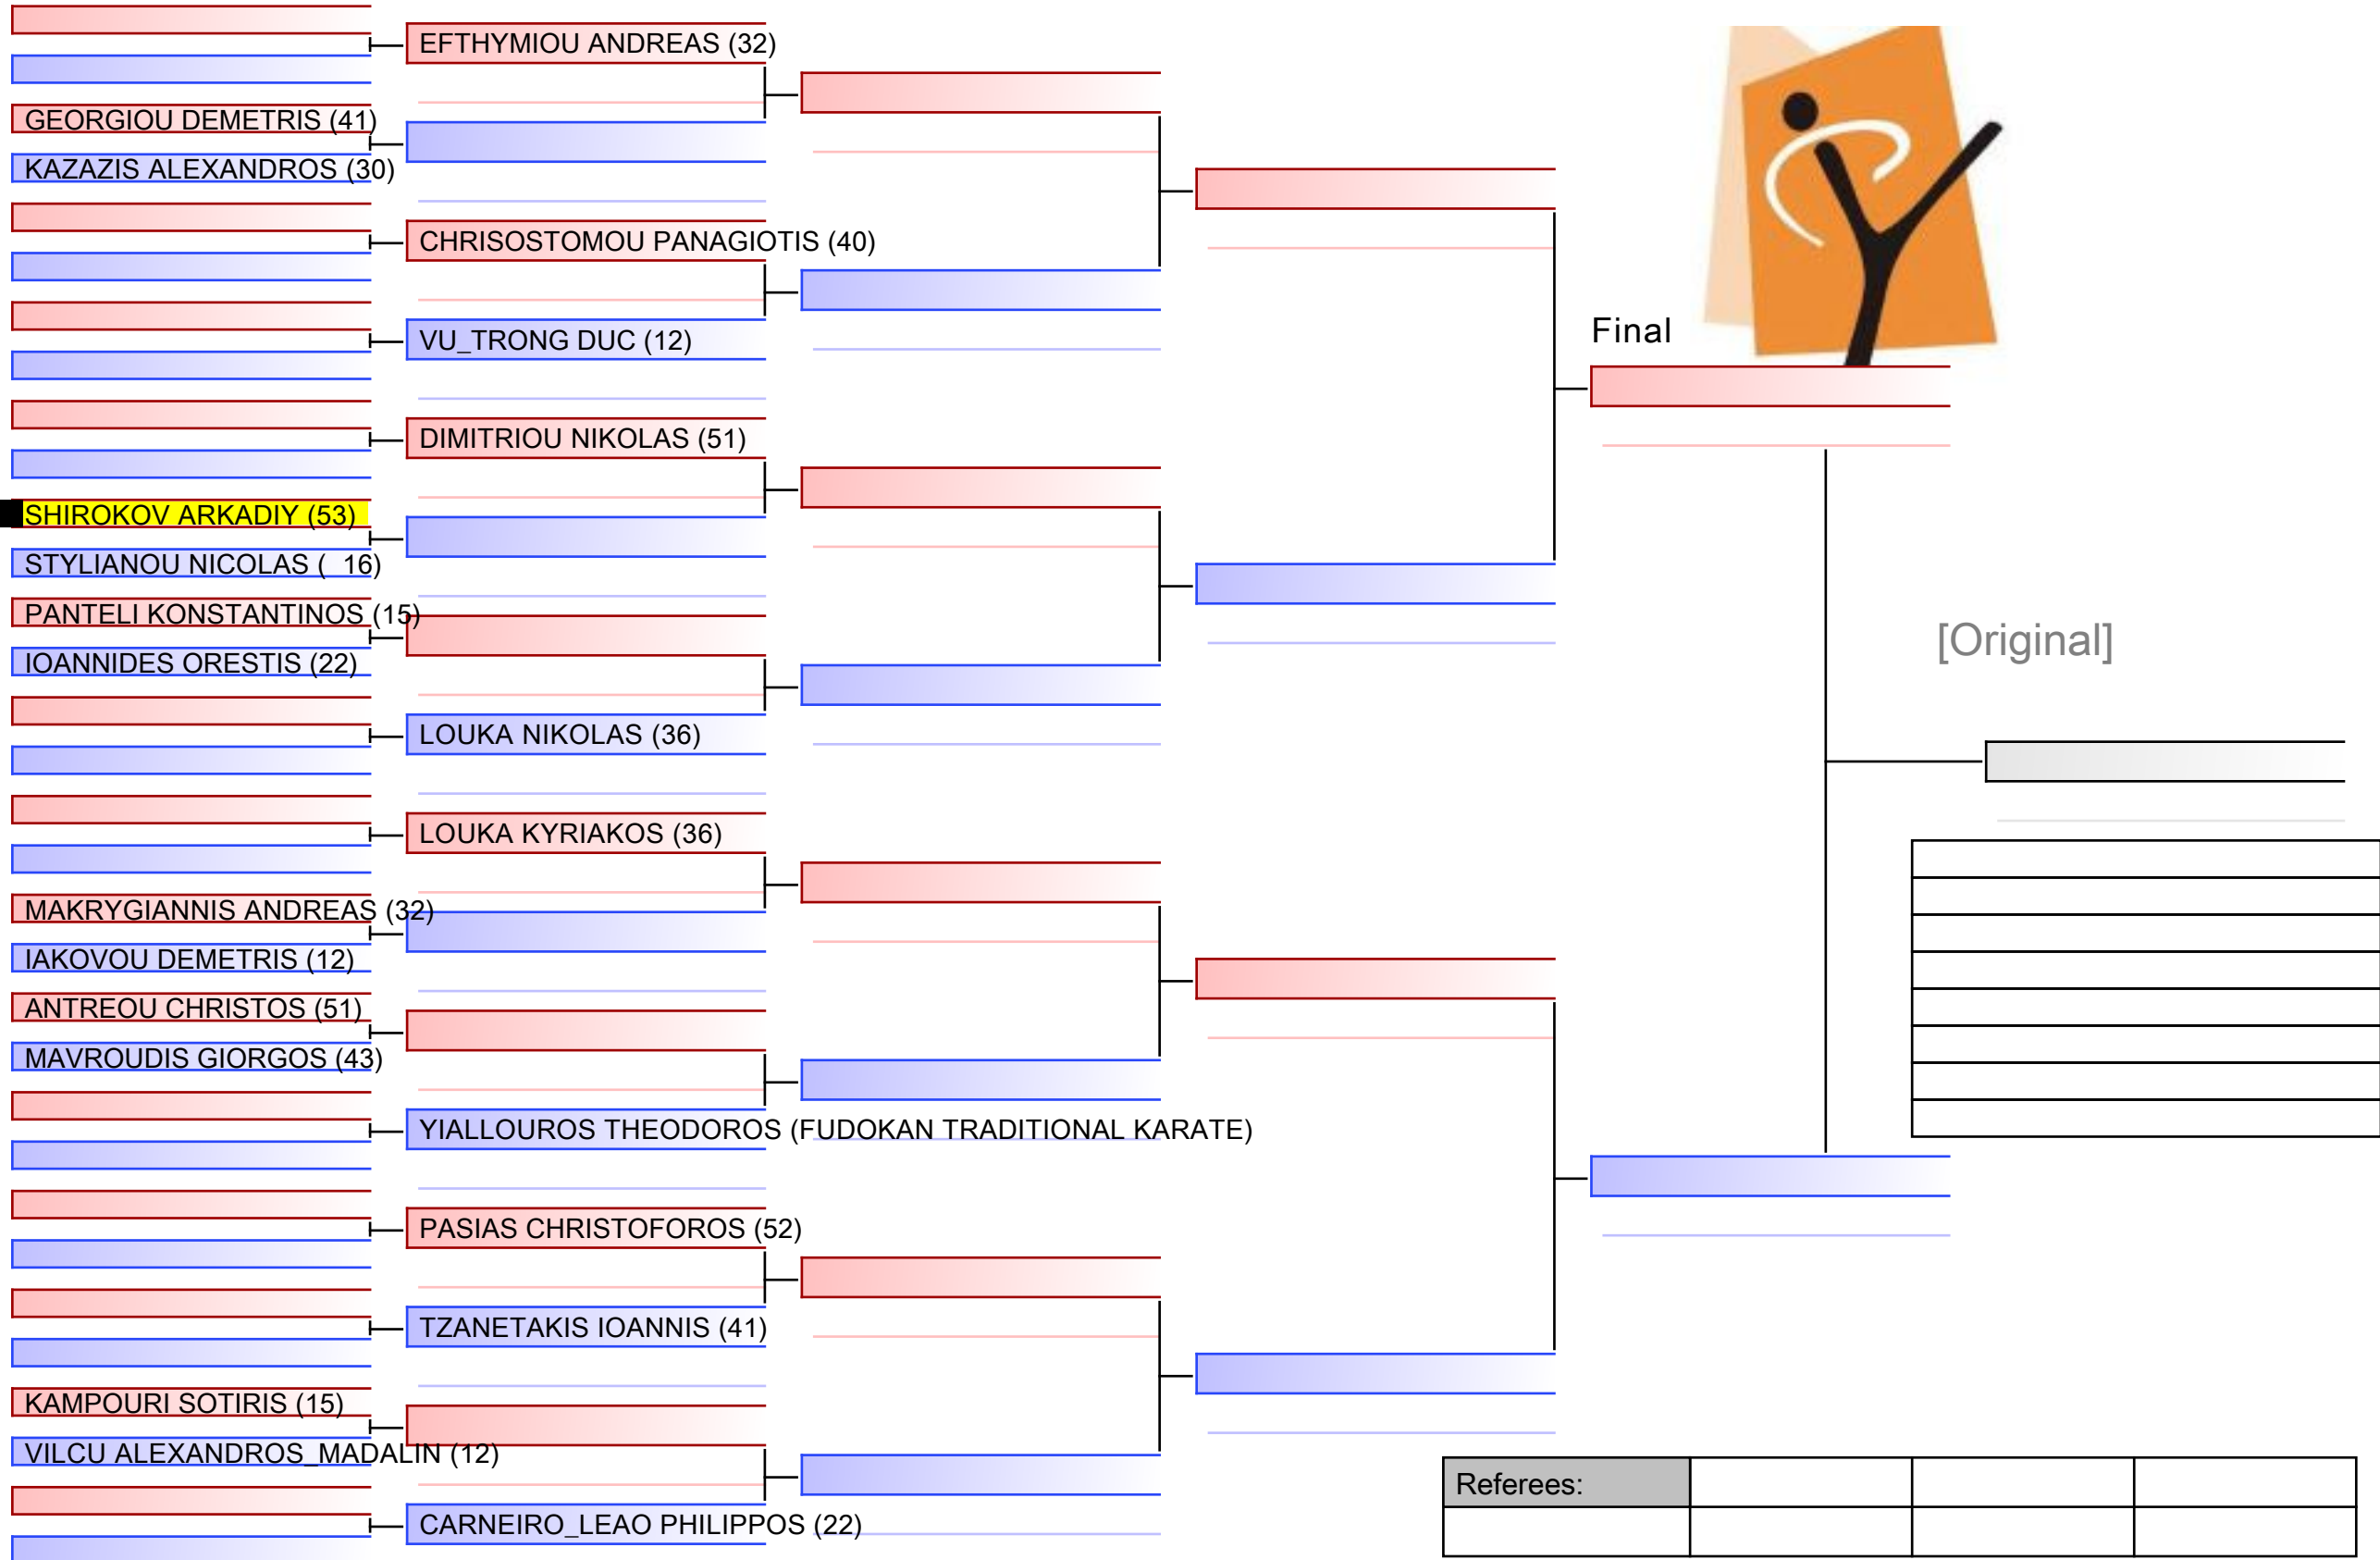 EFTHYMIOU ANDREAS (32)
GEORGIOU DEMETRIS (41)
KAZAZIS ALEXANDROS (30)
CHRISOSTOMOU PANAGIOTIS (40)
VU_TRONG DUC (12)
DIMITRIOU NIKOLAS (51)
SHIROKOV ARKADIY (53)
STYLIANOU NICOLAS (  16)
PANTELI KONSTANTINOS (15)
IOANNIDES ORESTIS (22)
LOUKA NIKOLAS (36)
LOUKA KYRIAKOS (36)
MAKRYGIANNIS ANDREAS (32)
IAKOVOU DEMETRIS (12)
ANTREOU CHRISTOS (51)
MAVROUDIS GIORGOS (43)
YIALLOUROS THEODOROS (FUDOKAN TRADITIONAL KARATE)
PASIAS CHRISTOFOROS (52)
TZANETAKIS IOANNIS (41)
KAMPOURI SOTIRIS (15)
VILCU ALEXANDROS_MADALIN (12)
CARNEIRO_LEAO PHILIPPOS (22)
Final
[Original]
Referees: